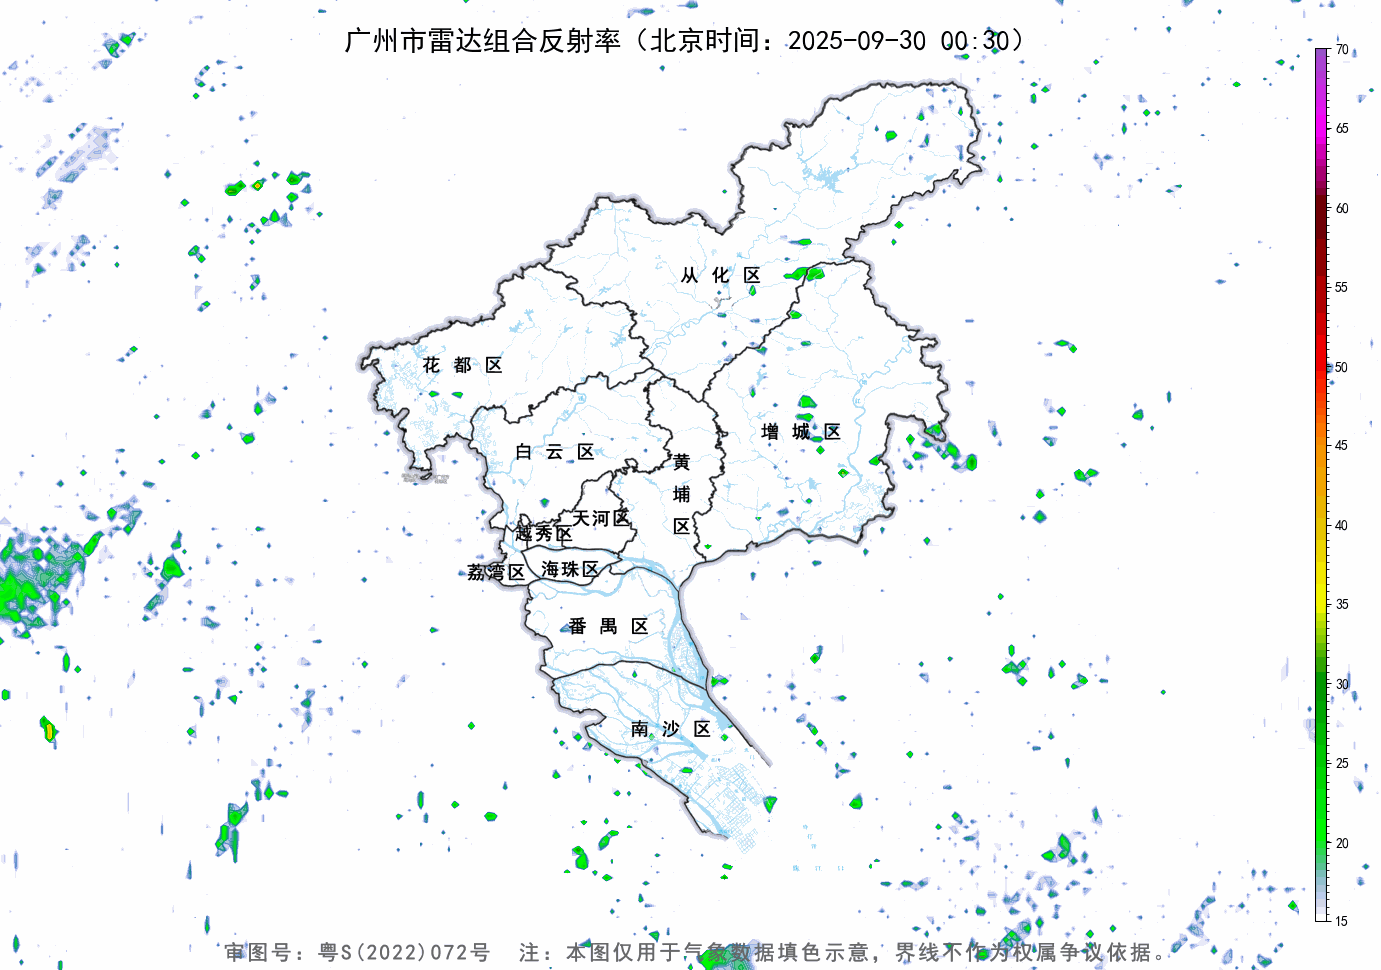 广州市雷达组合反射率（北京时间：2025-09-30 00:30）
70
65
60
55
50
45
40
35
30
25
20
15
从化区
花都区
增城区
白云区
黄埔区
天河区
越秀区
荔湾区
海珠区
番禺区
南沙区
审图号：粤S(2022)072号 注：本图仅用于气象数据填色示意，界线不作为权属争议依据。